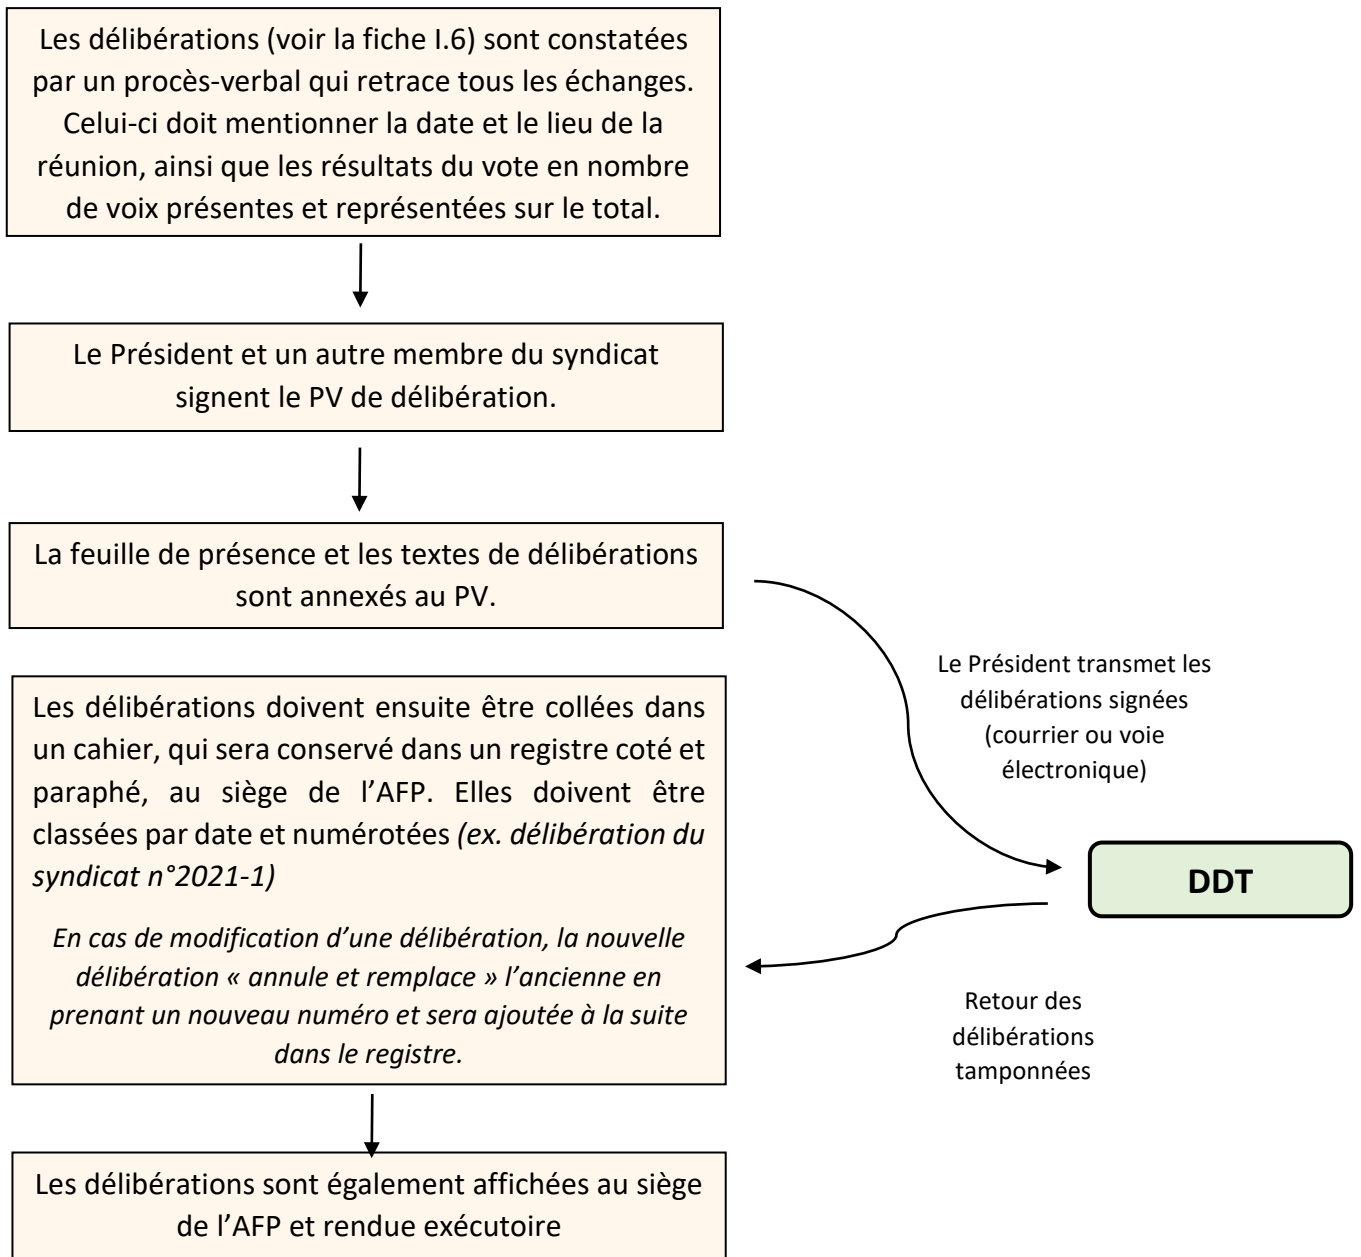 Les délibérations (voir la fiche I.6) sont constatées
par un procès-verbal qui retrace tous les échanges.
Celui-ci doit mentionner la date et le lieu de la
réunion, ainsi que les résultats du vote en nombre
de voix présentes et représentées sur le total.
Le Président et un autre membre du syndicat
signent le PV de délibération.
La feuille de présence et les textes de délibérations
sont annexés au PV.
Le Président transmet les
délibérations signées
(courrier ou voie
électronique)
DDT
Retour des
délibérations
tamponnées
Les délibérations doivent ensuite être collées dans
un cahier, qui sera conservé dans un registre coté et
paraphé, au siège de l’AFP. Elles doivent être
classées par date et numérotées (ex. délibération du
syndicat n°2021-1)
En cas de modification d’une délibération, la nouvelle
délibération « annule et remplace » l’ancienne en
prenant un nouveau numéro et sera ajoutée à la suite
dans le registre.
Les délibérations sont également affichées au siège
de l’AFP et rendue exécutoire